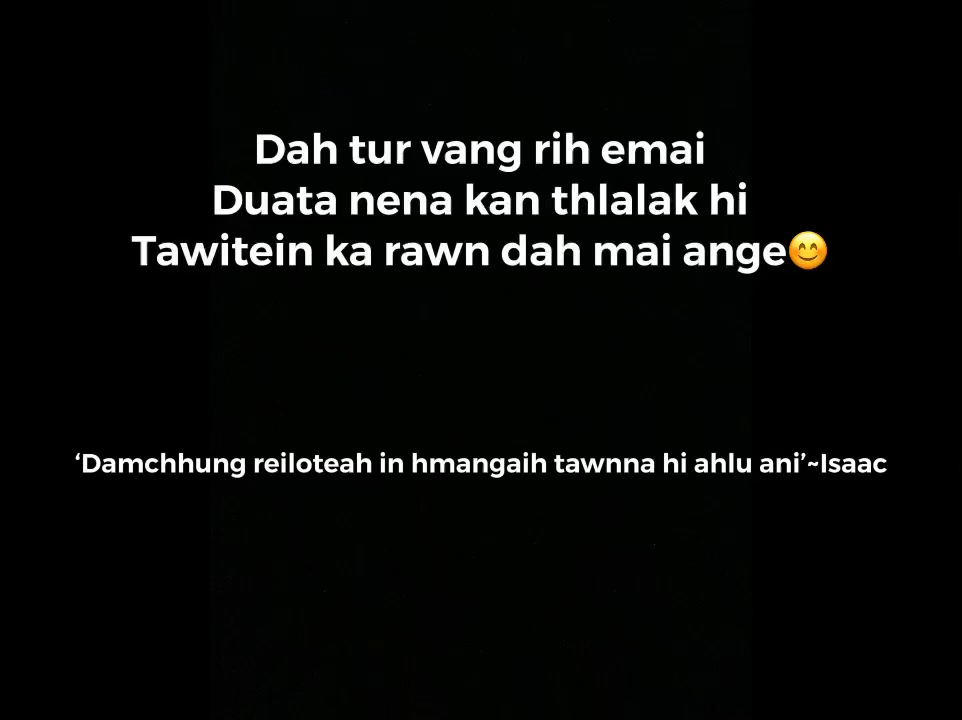 Dah tur vang rih emai
Duata nena kan thlalak hi
Tawitein ka rawn dah mai ange😊
‘Damchhung reiloteah in hmangaih tawnna hi ahlu ani’~Isaac